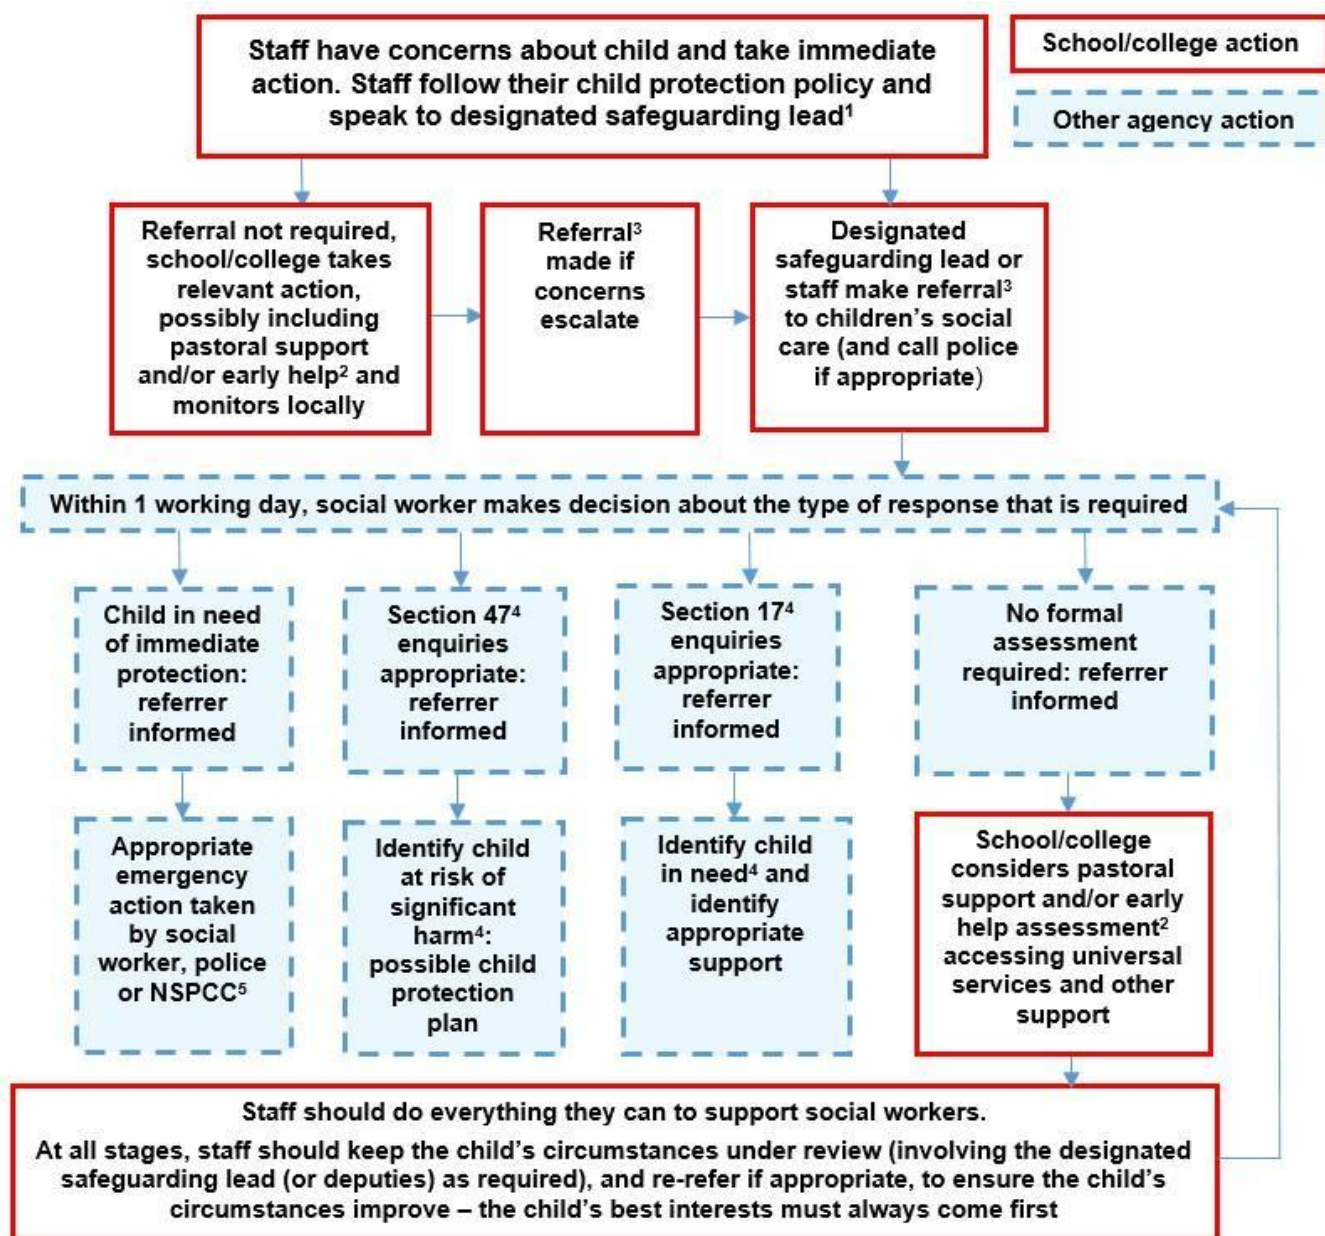 Staff have concerns about child and take immediate
action. Staff follow their child protection policy and
speak to designated safeguarding lead¹
School/college action
Other agency action
Referral not required,
school/college takes
relevant action,
possibly including
pastoral support
and/or early help² and
monitors locally
Referral³
made if
concerns
escalate
Designated
safeguarding lead or
staff make referral³
to children’s social
care (and call police
if appropriate)
Within 1 working day, social worker makes decision about the type of response that is required
Child in need
of immediate
protection:
referrer
informed
Section 47⁴
enquiries
appropriate:
referrer
informed
Section 17⁴
enquiries
appropriate:
referrer
informed
No formal
assessment
required: referrer
informed
Appropriate
emergency
action taken
by social
worker, police
or NSPCC⁵
Identify child
at risk of
significant
harm⁴:
possible child
protection
plan
Identify child
in need⁴ and
identify
appropriate
support
School/college
considers pastoral
support and/or early
help assessment²
accessing universal
services and other
support
Staff should do everything they can to support social workers.
At all stages, staff should keep the child’s circumstances under review (involving the designated
safeguarding lead (or deputies) as required), and re-refer if appropriate, to ensure the child’s
circumstances improve – the child’s best interests must always come first